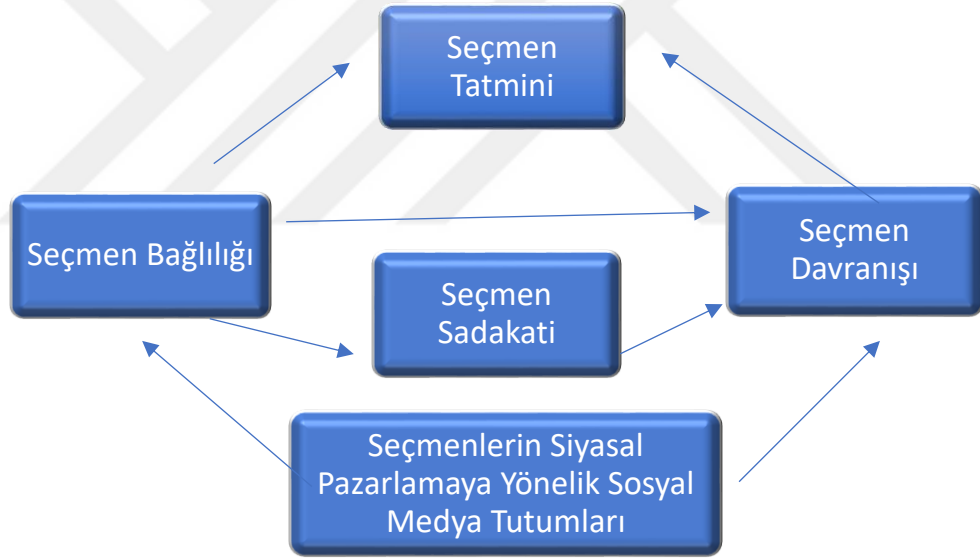 Seçmen
Tatmini
Seçmen Bağlılığı
Seçmen
Davranışı
Seçmen
Sadakati
Seçmenlerin Siyasal
Pazarlamaya Yönelik Sosyal
Medya Tutumları